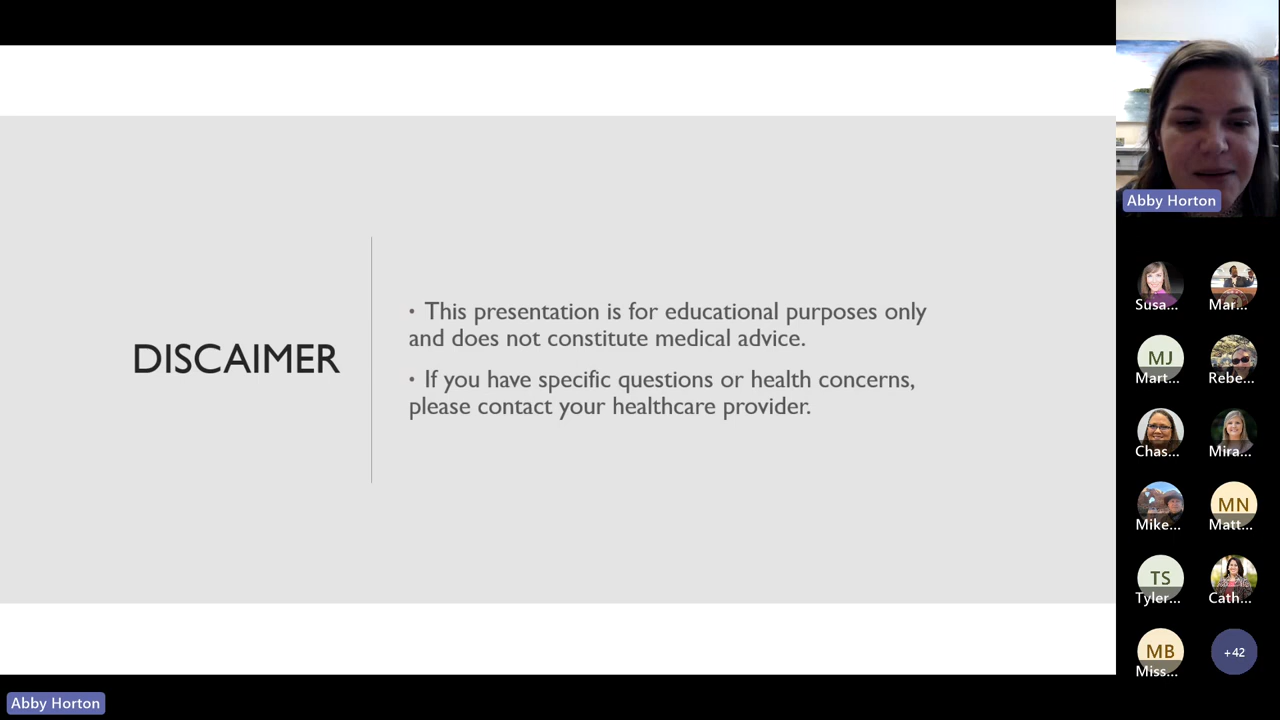 DISCAIMER
• This presentation is for educational purposes only
and does not constitute medical advice.
• If you have specific questions or health concerns,
please contact your healthcare provider.
Abby Horton
Susa...
Mar...
MJ
Mart...
Rebe...
Chas...
Mira...
Mike...
MN
Matt...
TS
Tyler...
Cath...
MB
Miss...
+42
Abby Horton